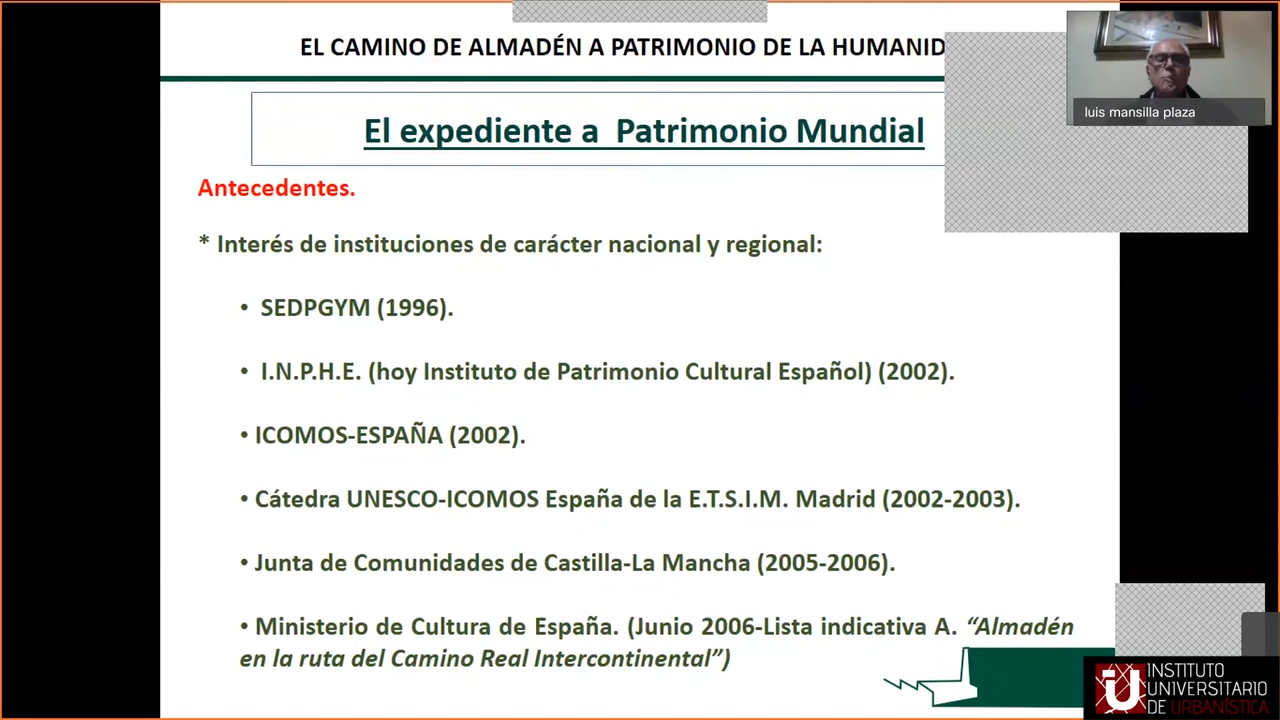 EL CAMINO DE ALMADÉN A PATRIMONIO DE LA HUMANID
luis mansilla plaza
El expediente a Patrimonio Mundial
Antecedentes.
* Interés de instituciones de carácter nacional y regional:
• SEDPGYM (1996).
• I.N.P.H.E. (hoy Instituto de Patrimonio Cultural Español) (2002).
• ICOMOS-ESPAÑA (2002).
• Cátedra UNESCO-ICOMOS España de la E.T.S.I.M. Madrid (2002-2003).
• Junta de Comunidades de Castilla-La Mancha (2005-2006).
• Ministerio de Cultura de España. (Junio 2006-Lista indicativa A. “Almadén
en la ruta del Camino Real Intercontinental”)
iU
INSTITUTO
UNIVERSITARIO
DE URBANÍSTICA